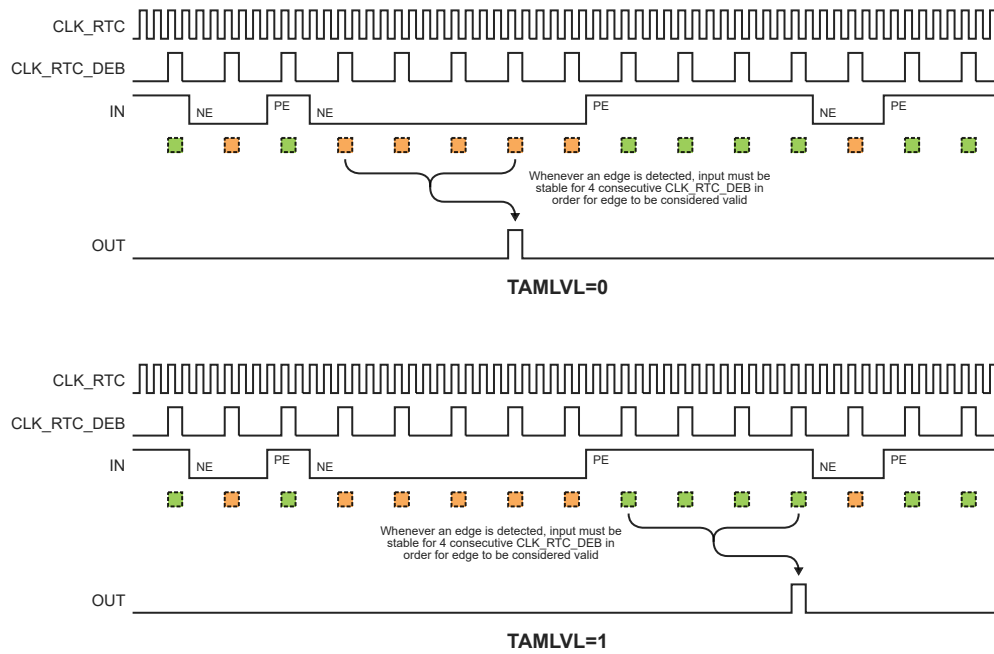 CLK_RTC
CLK_RTC_DEB
IN
NE
PE
NE
PE
NE
PE
Whenever an edge is detected, input must be
stable for 4 consecutive CLK_RTC_DEB in
order for edge to be considered valid
OUT
TAMLVL=0
CLK_RTC
CLK_RTC_DEB
IN
NE
PE
NE
PE
NE
PE
Whenever an edge is detected, input must be
stable for 4 consecutive CLK_RTC_DEB in
order for edge to be considered valid
OUT
TAMLVL=1